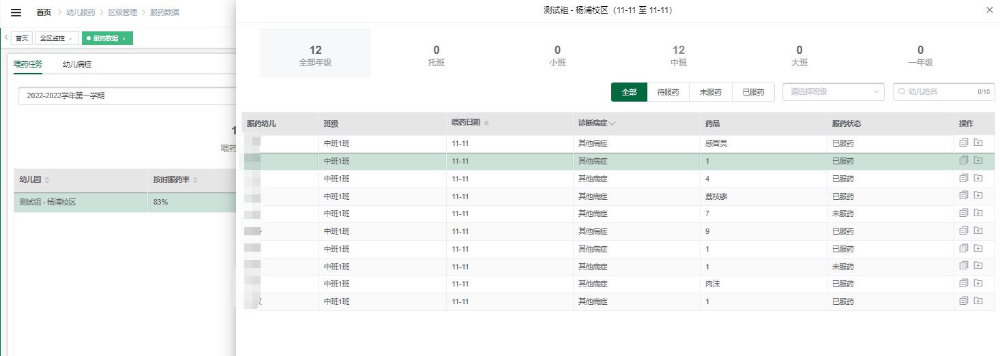 首页 幼儿服药 区级管理 服药数据
首页 全区监控 服药数据
喂药任务 幼儿病症
2022-2022学年第一学期
1
喂药
幼儿园 按时服药率
测试组 - 杨浦校区 83%
测试组 - 杨浦校区（11-11 至 11-11）
12 0 0 12 0 0
全部年级 托班 小班 中班 大班 一年级
全部 待服药 未服药 已服药 请选择班级 幼儿姓名 0/10
服药幼儿 班级 喂药日期 诊断病症 药品 服药状态 操作
中班1班 11-11 其他病症 感冒灵 已服药
中班1班 11-11 其他病症 1 已服药
中班1班 11-11 其他病症 4 已服药
中班1班 11-11 其他病症 荔枝廖 已服药
中班1班 11-11 其他病症 7 未服药
中班1班 11-11 其他病症 9 已服药
中班1班 11-11 其他病症 1 已服药
中班1班 11-11 其他病症 1 未服药
中班1班 11-11 其他病症 肉沫 已服药
中班1班 11-11 其他病症 1 已服药